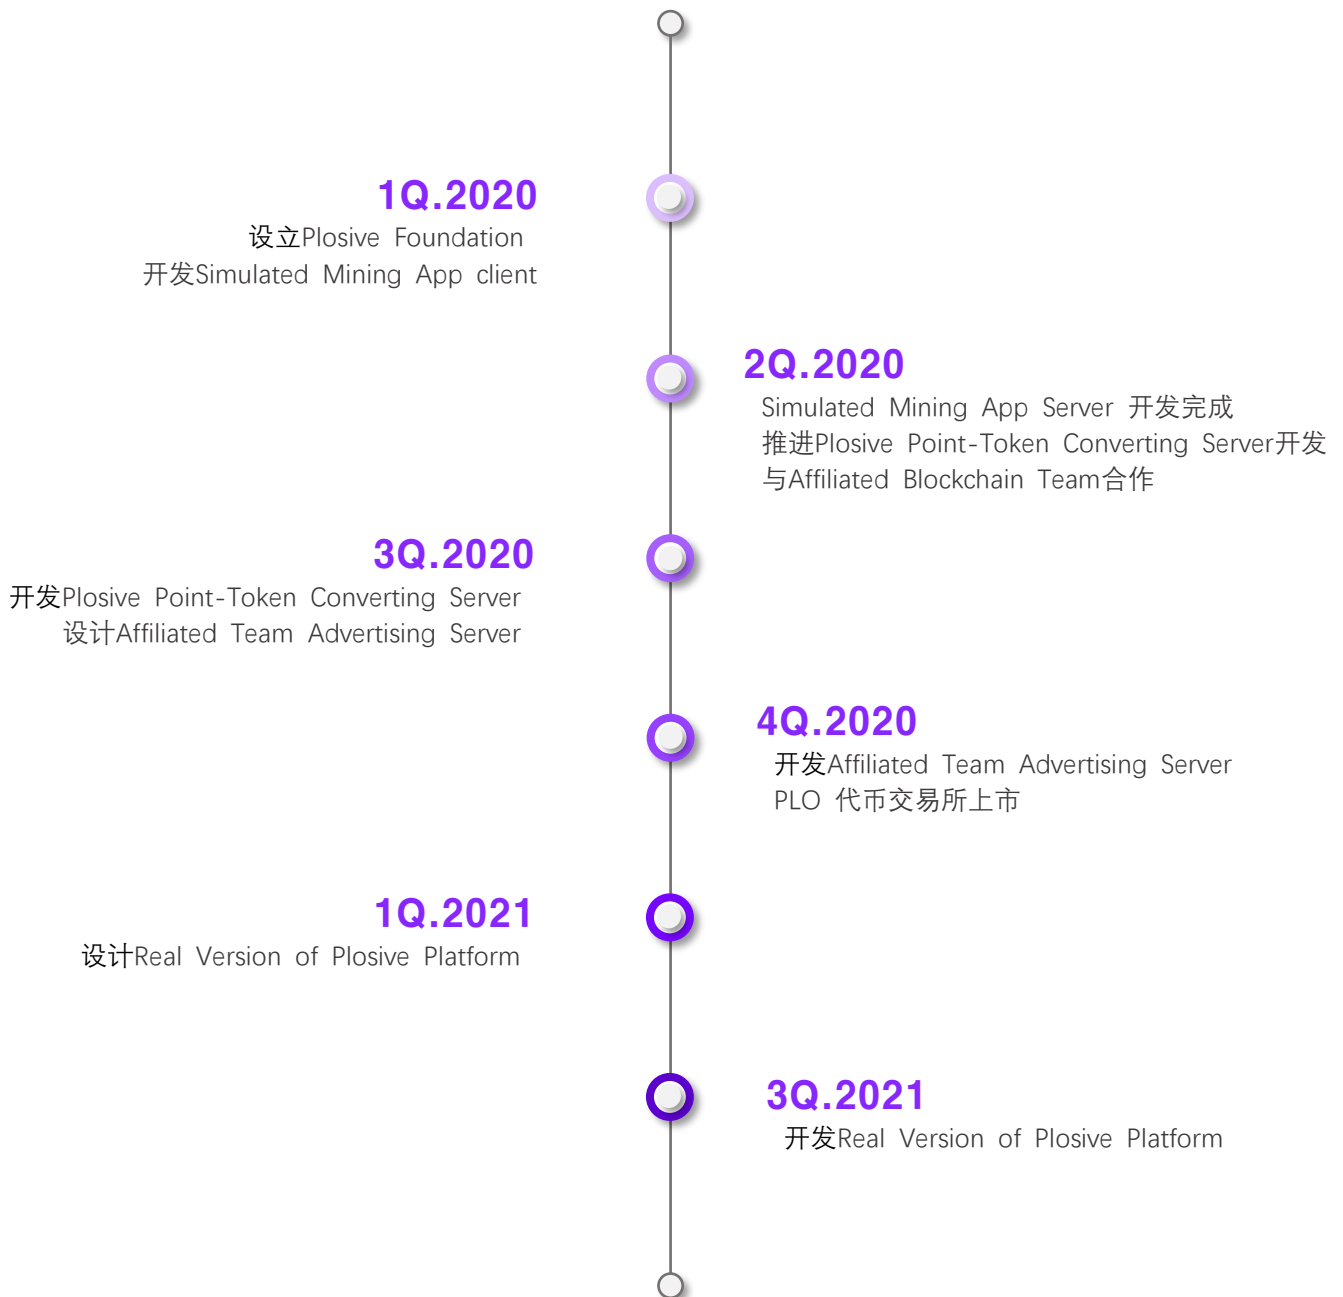 1Q.2020
设立Plosive Foundation
开发Simulated Mining App client
2Q.2020
Simulated Mining App Server 开发完成
推进Plosive Point-Token Converting Server开发
与Affiliated Blockchain Team合作
3Q.2020
开发Plosive Point-Token Converting Server
设计Affiliated Team Advertising Server
4Q.2020
开发Affiliated Team Advertising Server
PLO 代币交易所上市
1Q.2021
设计Real Version of Plosive Platform
3Q.2021
开发Real Version of Plosive Platform